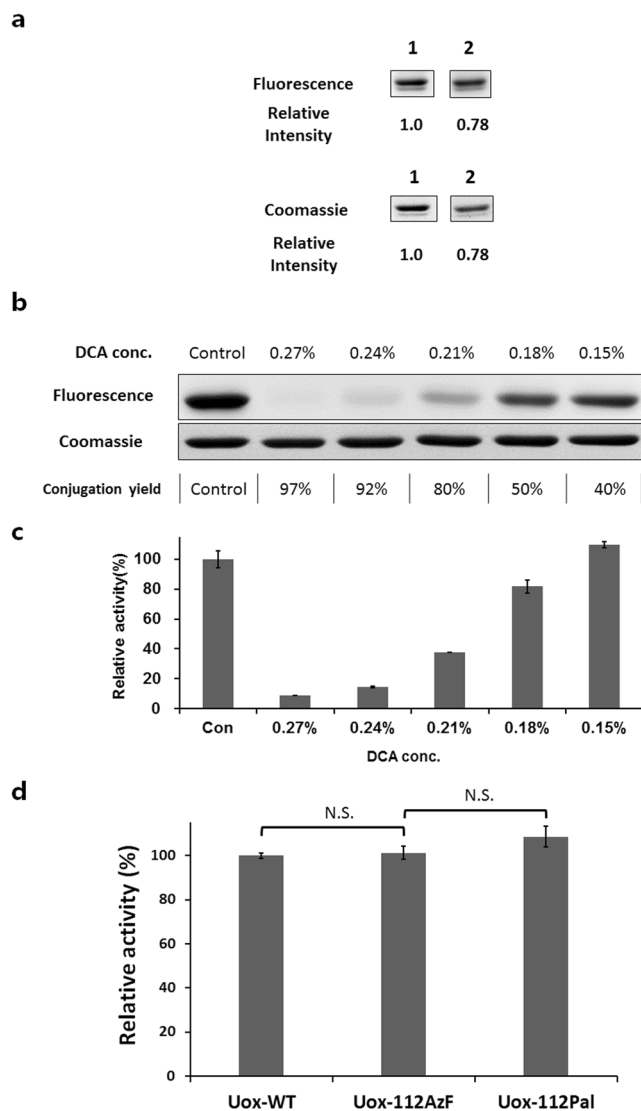 a
1 2
Fluorescence
Relative
Intensity
1.0 0.78
1 2
Coomassie
Relative
Intensity
1.0 0.78
b
DCA conc. Control 0.27% 0.24% 0.21% 0.18% 0.15%
Fluorescence
Coomassie
Conjugation yield Control 97% 92% 80% 50% 40%
c
Relative activity(%)
100
80
60
40
20
0
Con 0.27% 0.24% 0.21% 0.18% 0.15%
DCA conc.
d
N.S. N.S.
Relative activity (%)
100
80
60
40
20
0
Uox-WT Uox-112AzF Uox-112Pal